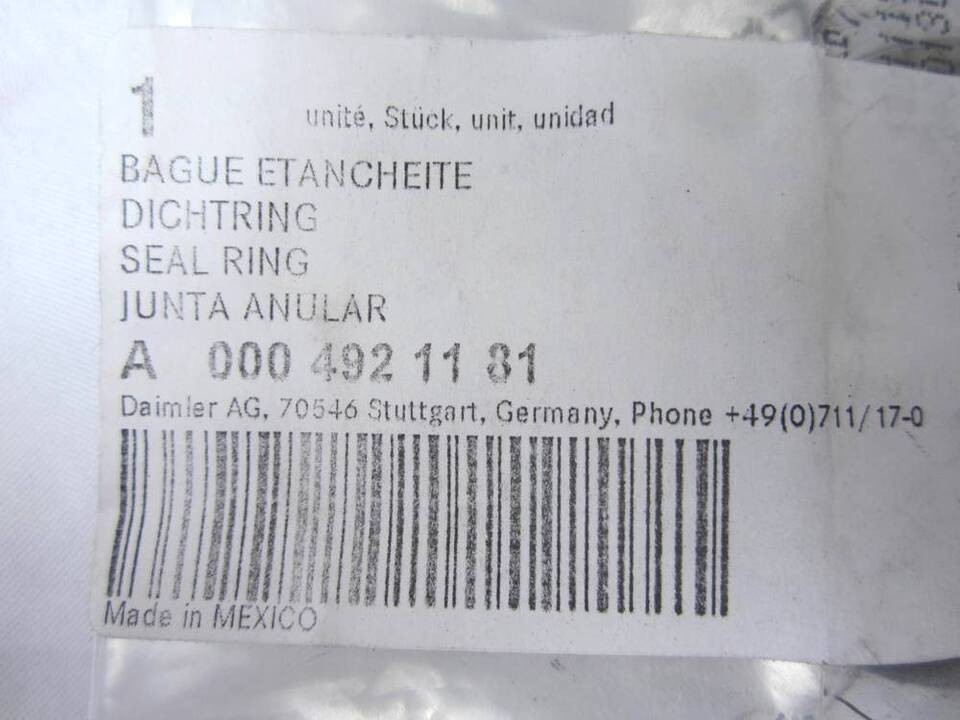 1 unité, Stück, unit, unidad
BAGUE ETANCHEITE
DICHTRING
SEAL RING
JUNTA ANULAR
A 000 492 11 81
Daimler AG, 70546 Stuttgart, Germany, Phone +49(0)711/17-0
Made in MEXICO